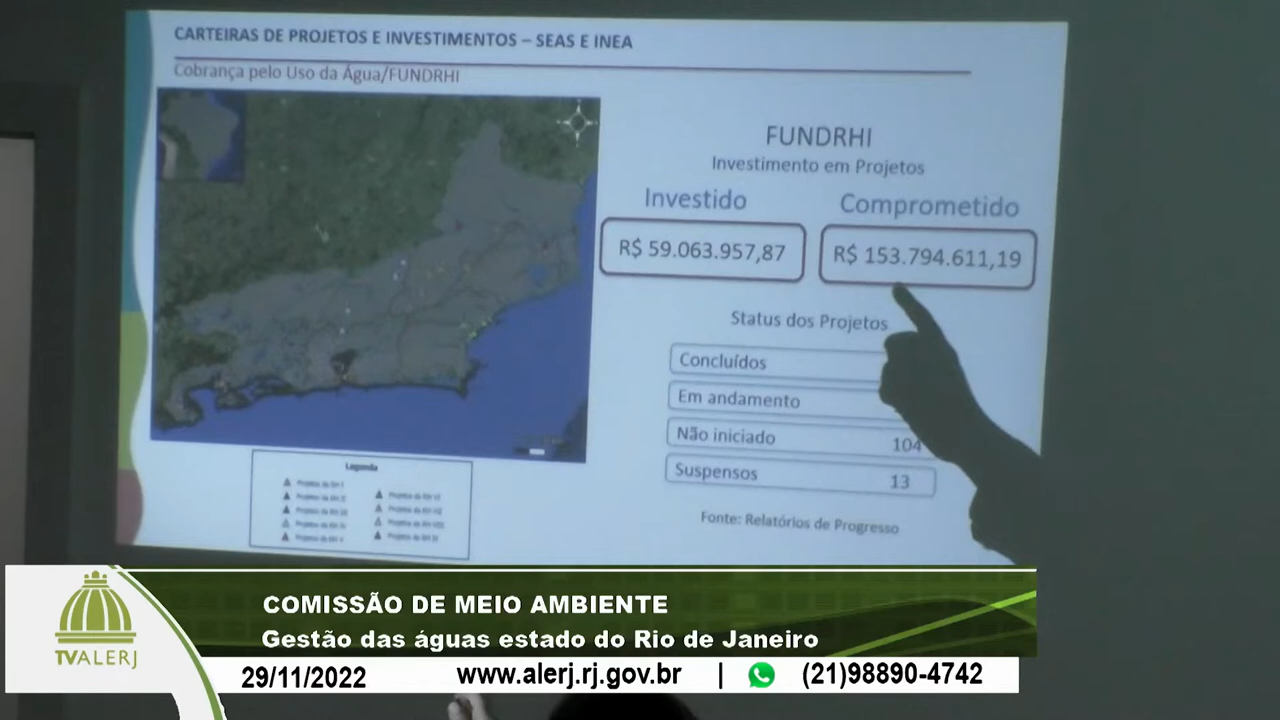 CARTEIRAS DE PROJETOS E INVESTIMENTOS – SEAS E INEA
Cobrança pelo Uso da Água/FUNDRHI
FUNDRHI
Investimento em Projetos
Investido
Comprometido
R$ 59.063.957,87
R$ 153.794.611,19
Status dos Projetos
Concluídos
Em andamento
Não iniciado 104
Suspensos 13
Fonte: Relatórios de Progresso
Legenda
COMISSÃO DE MEIO AMBIENTE
Gestão das águas estado do Rio de Janeiro
TVALERJ
29/11/2022 www.alerj.rj.gov.br | (21)98890-4742